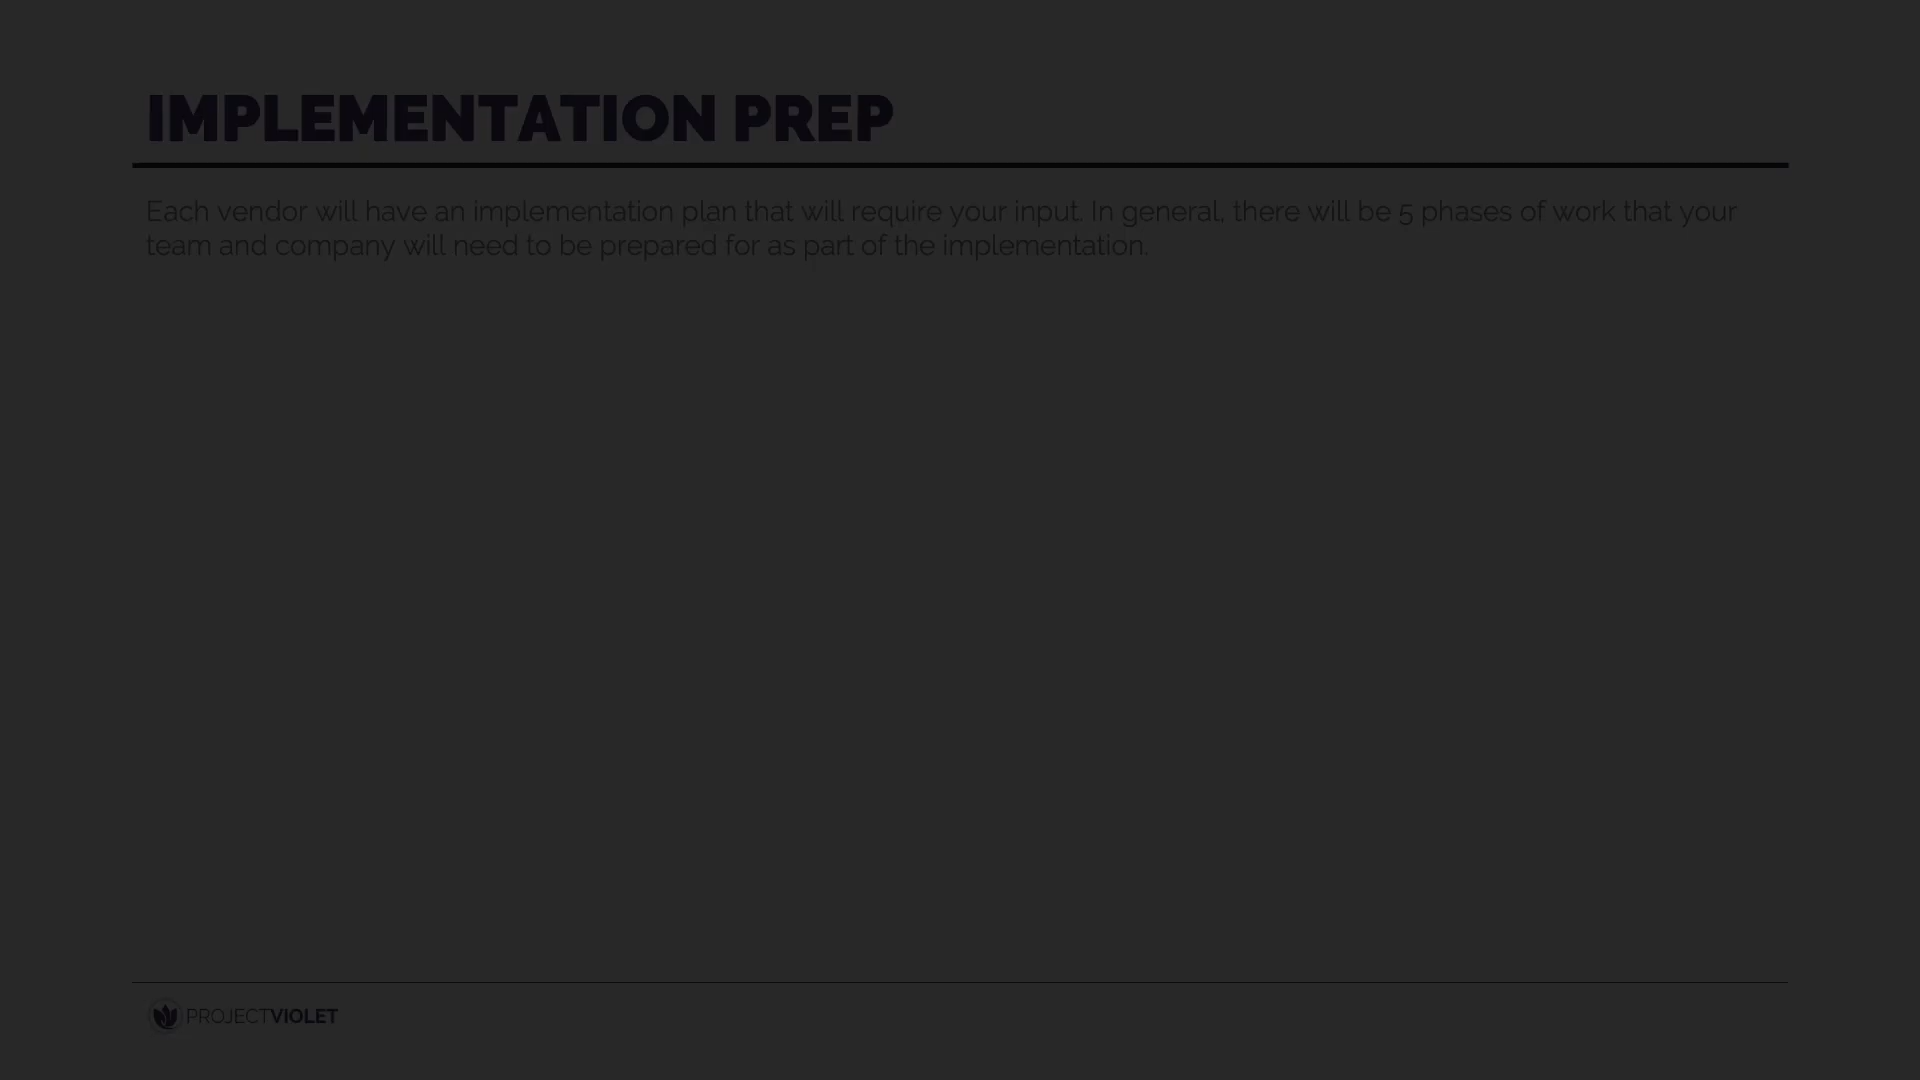 IMPLEMENTATION PREP
Each vendor will have an implementation plan that will require your input. In general, there will be 5 phases of work that your
team and company will need to be prepared for as part of the implementation.
PROJECTVIOLET